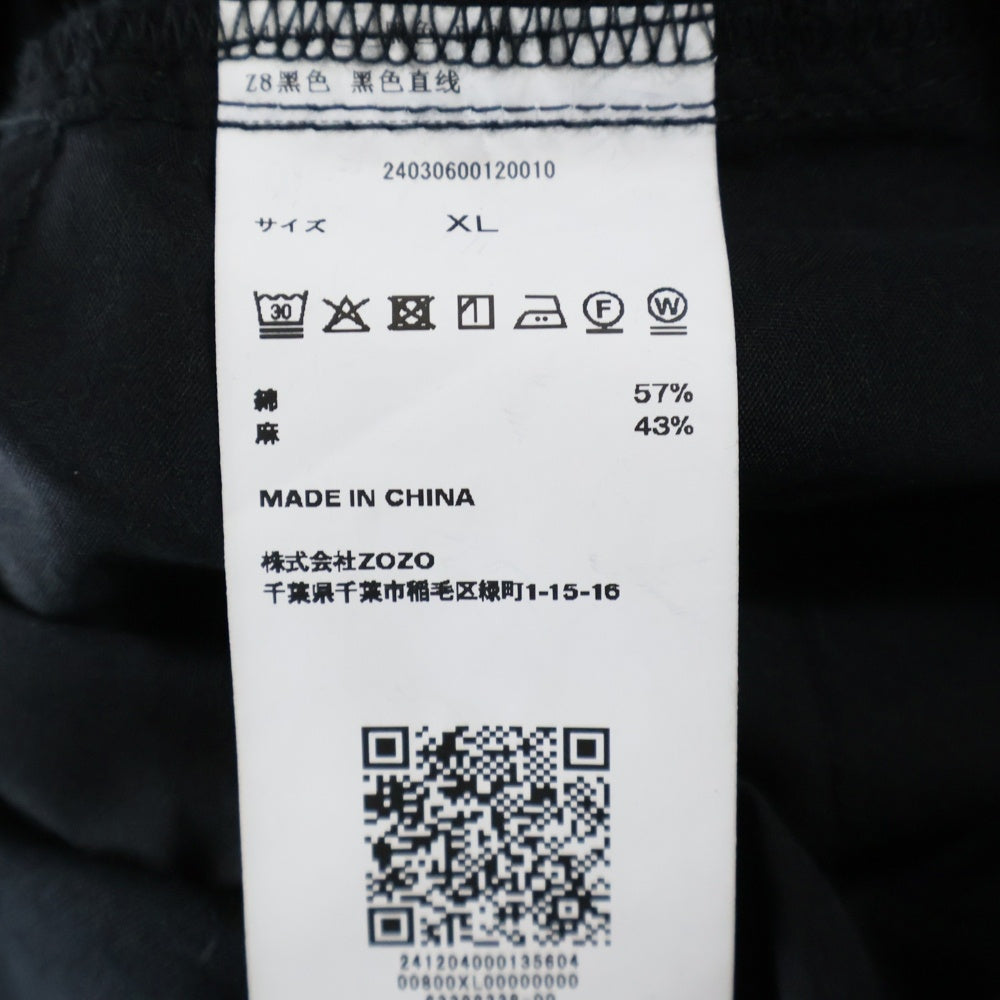 Z8黑色 黑色直线
24030600120010
サイズ XL
30
F W
綿 57%
麻 43%
MADE IN CHINA
株式会社ZOZO
千葉県千葉市稲毛区緑町1-15-16
241204000135604
00800XL00000000